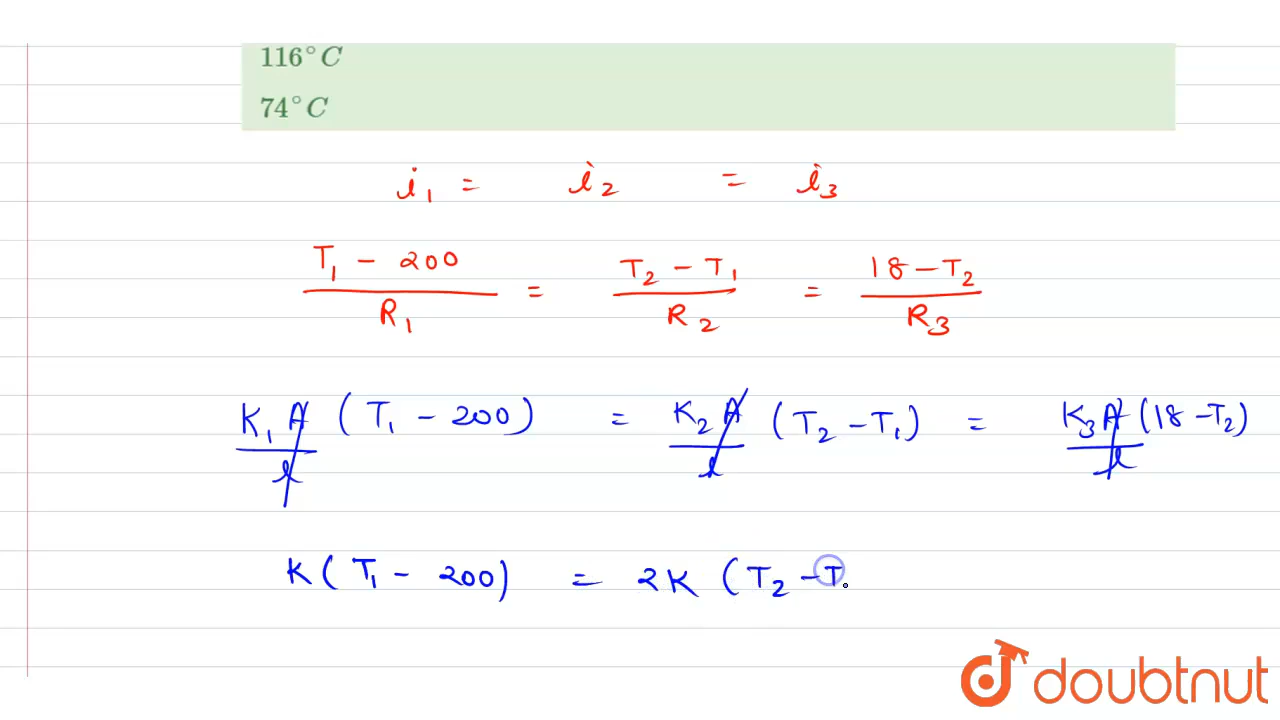 116°C
74°C
i₁ = i₂ = i₃
T₁ - 200 / R₁ = T₂ - T₁ / R₂ = 18 - T₂ / R₃
K₁A / l (T₁ - 200) = K₂A / l (T₂ - T₁) = K₃A / l (18 - T₂)
K(T₁ - 200) = 2K (T₂ - T
doubtnut